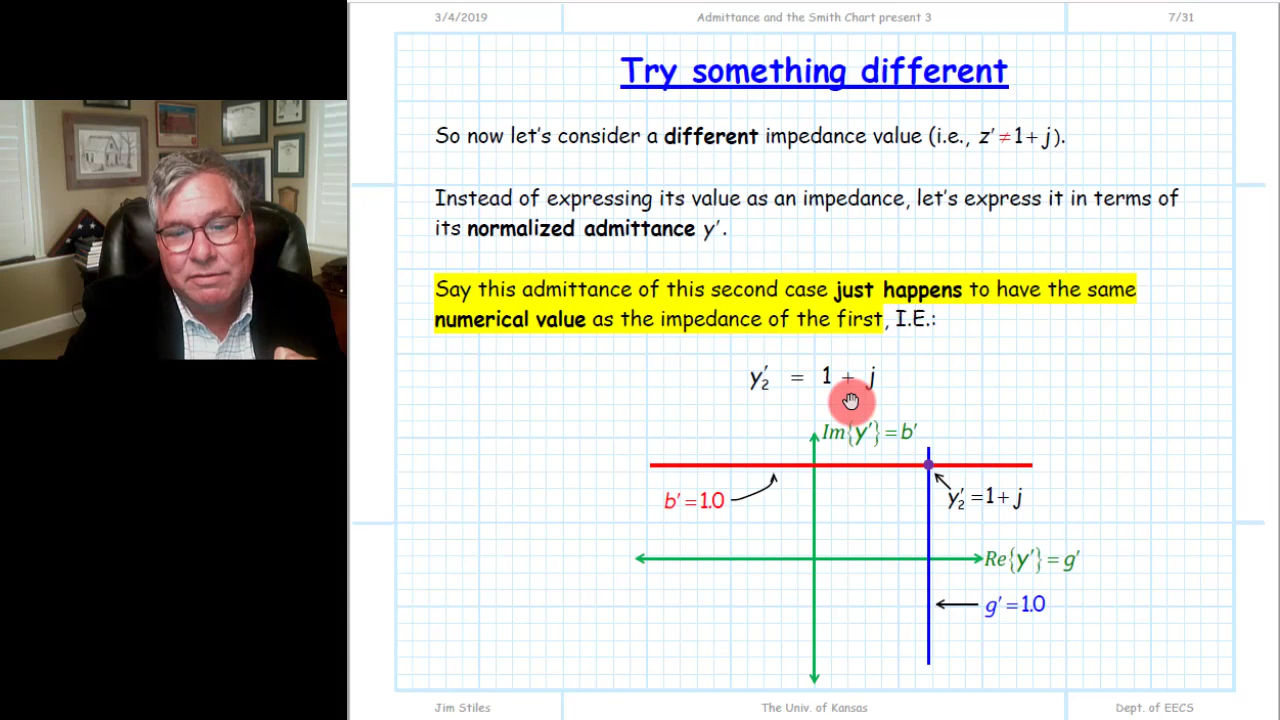 3/4/2019
Admittance and the Smith Chart present 3
7/31
Try something different
So now let's consider a different impedance value (i.e., z′ ≠ 1 + j).
Instead of expressing its value as an impedance, let's express it in terms of
its normalized admittance y′.
Say this admittance of this second case just happens to have the same
numerical value as the impedance of the first, I.E.:
y′₂ = 1 + j
Im{y′} = b′
b′ = 1.0
y′₂ = 1 + j
Re{y′} = g′
g′ = 1.0
Jim Stiles
The Univ. of Kansas
Dept. of EECS